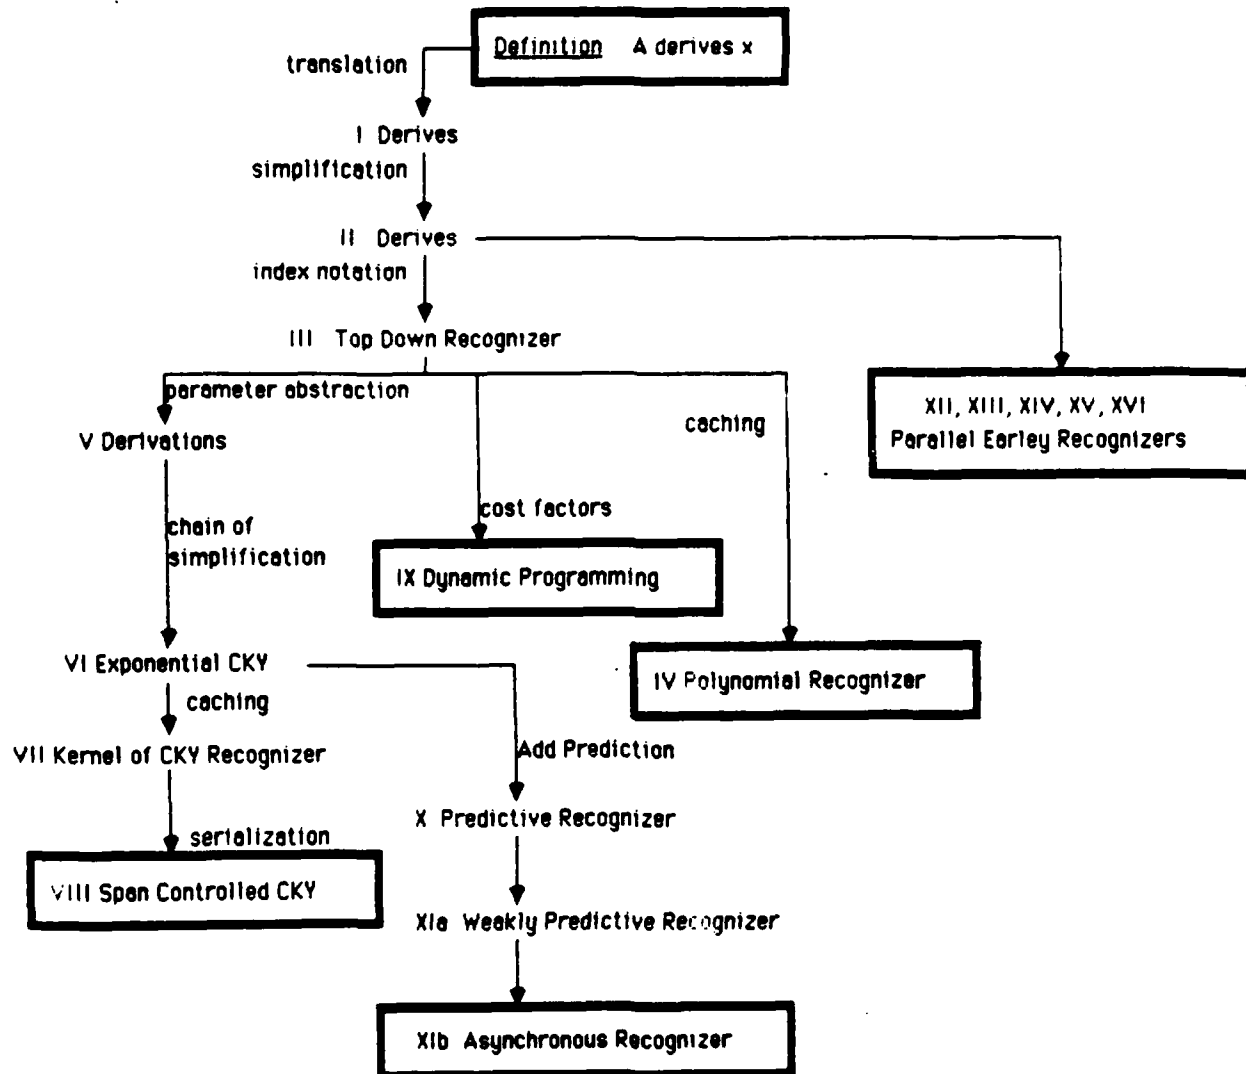 Definition A derives x
translation
I Derives
simplification
II Derives
index notation
III Top Down Recognizer
parameter abstraction
caching
XII, XIII, XIV, XV, XVI
Parallel Earley Recognizers
V Derivations
cost factors
chain of
simplification
IX Dynamic Programming
VI Exponential CKY
IV Polynomial Recognizer
caching
VII Kernel of CKY Recognizer
Add Prediction
X Predictive Recognizer
serialization
VIII Span Controlled CKY
XIa Weakly Predictive Recognizer
XIb Asynchronous Recognizer